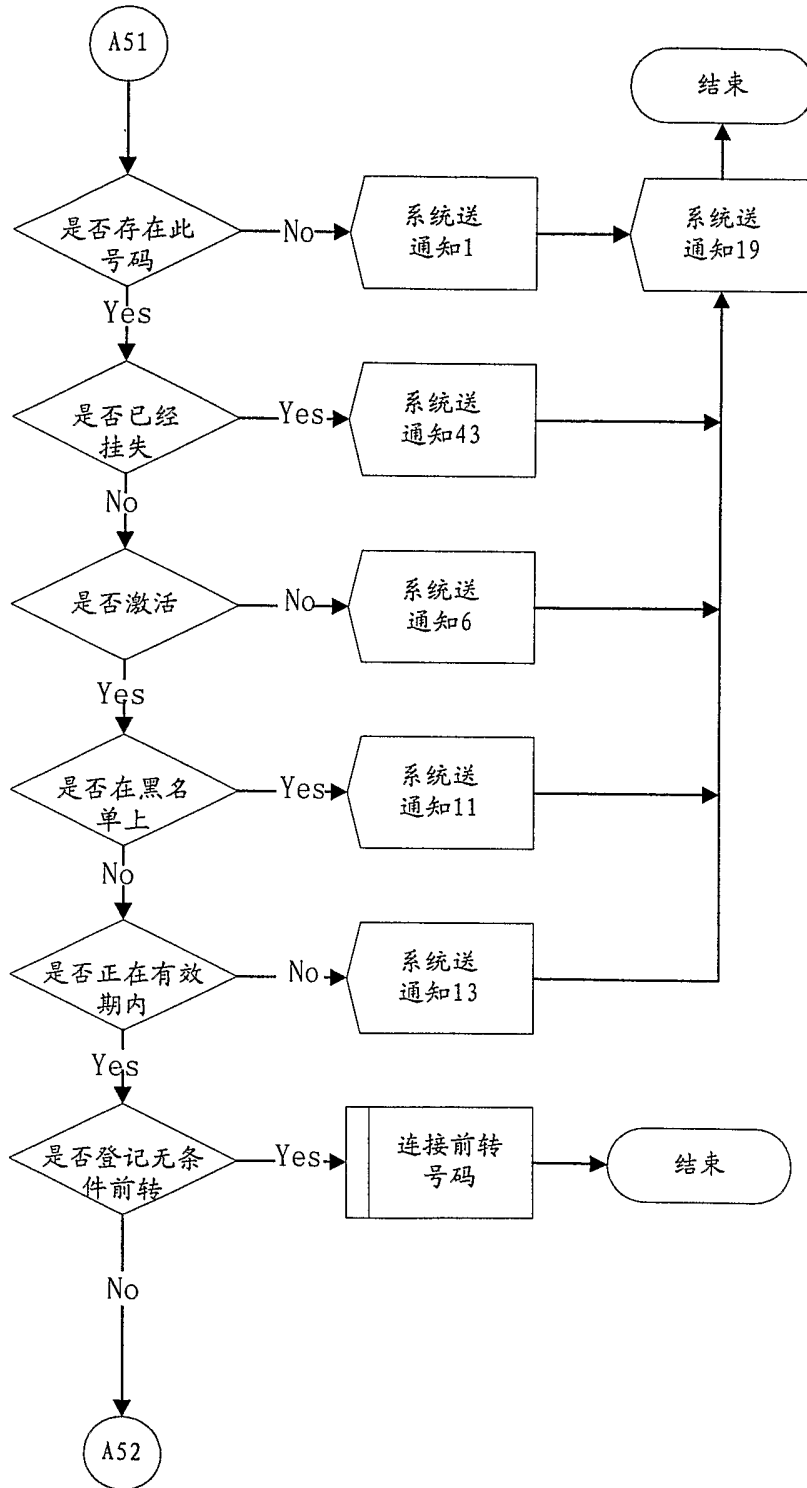 A51
结束
是否存在此
号码
No
系统送
通知1
系统送
通知19
Yes
是否已经
挂失
Yes
系统送
通知43
No
是否激活
No
系统送
通知6
Yes
是否在黑名
单上
Yes
系统送
通知11
No
是否正在有效
期内
No
系统送
通知13
Yes
是否登记无条
件前转
Yes
连接前转
号码
结束
No
A52